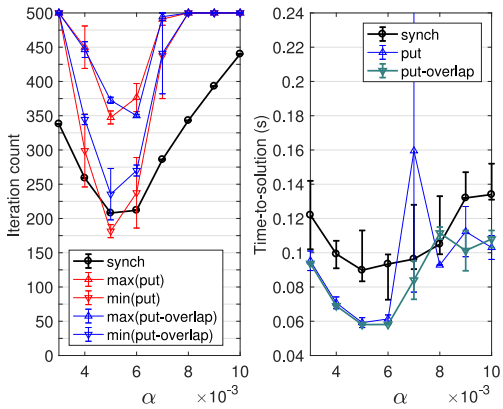 Iteration count
500
450
400
350
300
250
200
150
100
50
0
synch
max(put)
min(put)
max(put-overlap)
min(put-overlap)
4 6 8 10
α ×10⁻³
Time-to-solution (s)
0.24
0.22
0.2
0.18
0.16
0.14
0.12
0.1
0.08
0.06
0.04
synch
put
put-overlap
4 6 8 10
α ×10⁻³